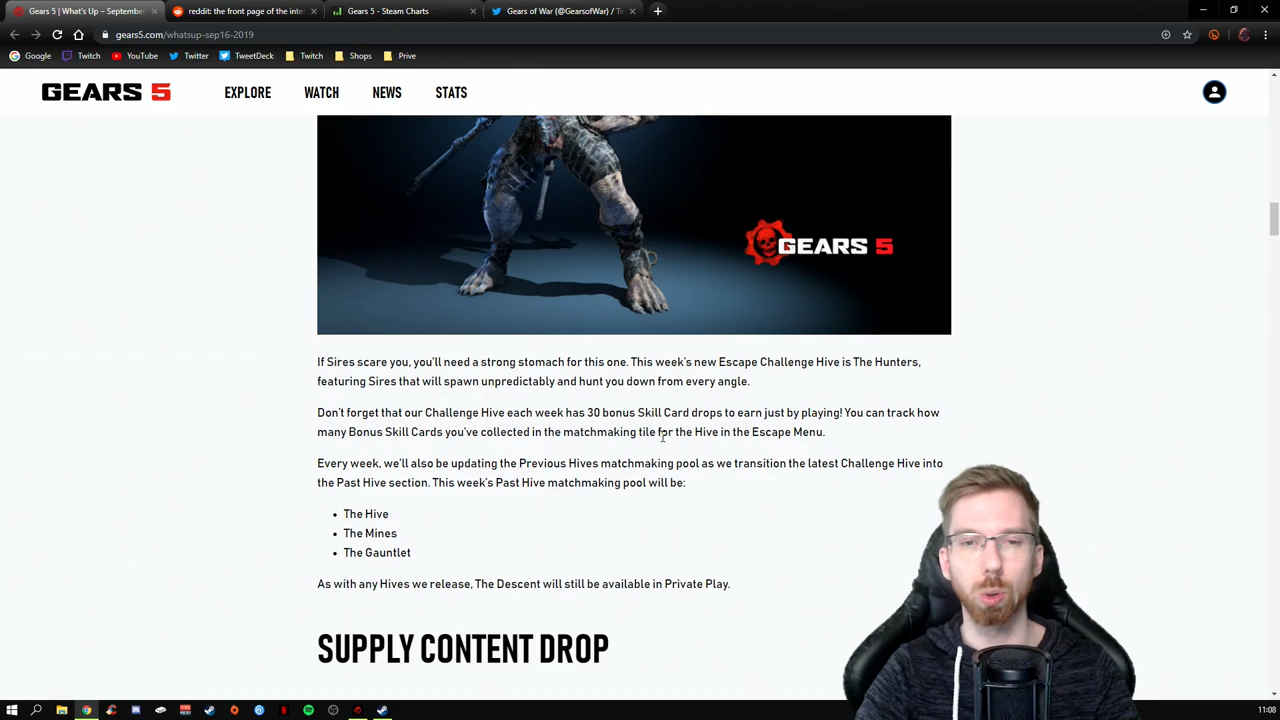 Gears 5 | What's Up – September
reddit: the front page of the inte
Gears 5 - Steam Charts
Gears of War (@GearsofWar) / Tw
gears5.com/whatsup-sep16-2019
Google
Twitch
YouTube
Twitter
TweetDeck
Twitch
Shops
Prive
GEARS 5
EXPLORE
WATCH
NEWS
STATS
GEARS 5
If Sires scare you, you'll need a strong stomach for this one. This week's new Escape Challenge Hive is The Hunters,
featuring Sires that will spawn unpredictably and hunt you down from every angle.
Don't forget that our Challenge Hive each week has 30 bonus Skill Card drops to earn just by playing! You can track how
many Bonus Skill Cards you've collected in the matchmaking tile for the Hive in the Escape Menu.
Every week, we'll also be updating the Previous Hives matchmaking pool as we transition the latest Challenge Hive into
the Past Hive section. This week's Past Hive matchmaking pool will be:
• The Hive
• The Mines
• The Gauntlet
As with any Hives we release, The Descent will still be available in Private Play.
SUPPLY CONTENT DROP
11:08